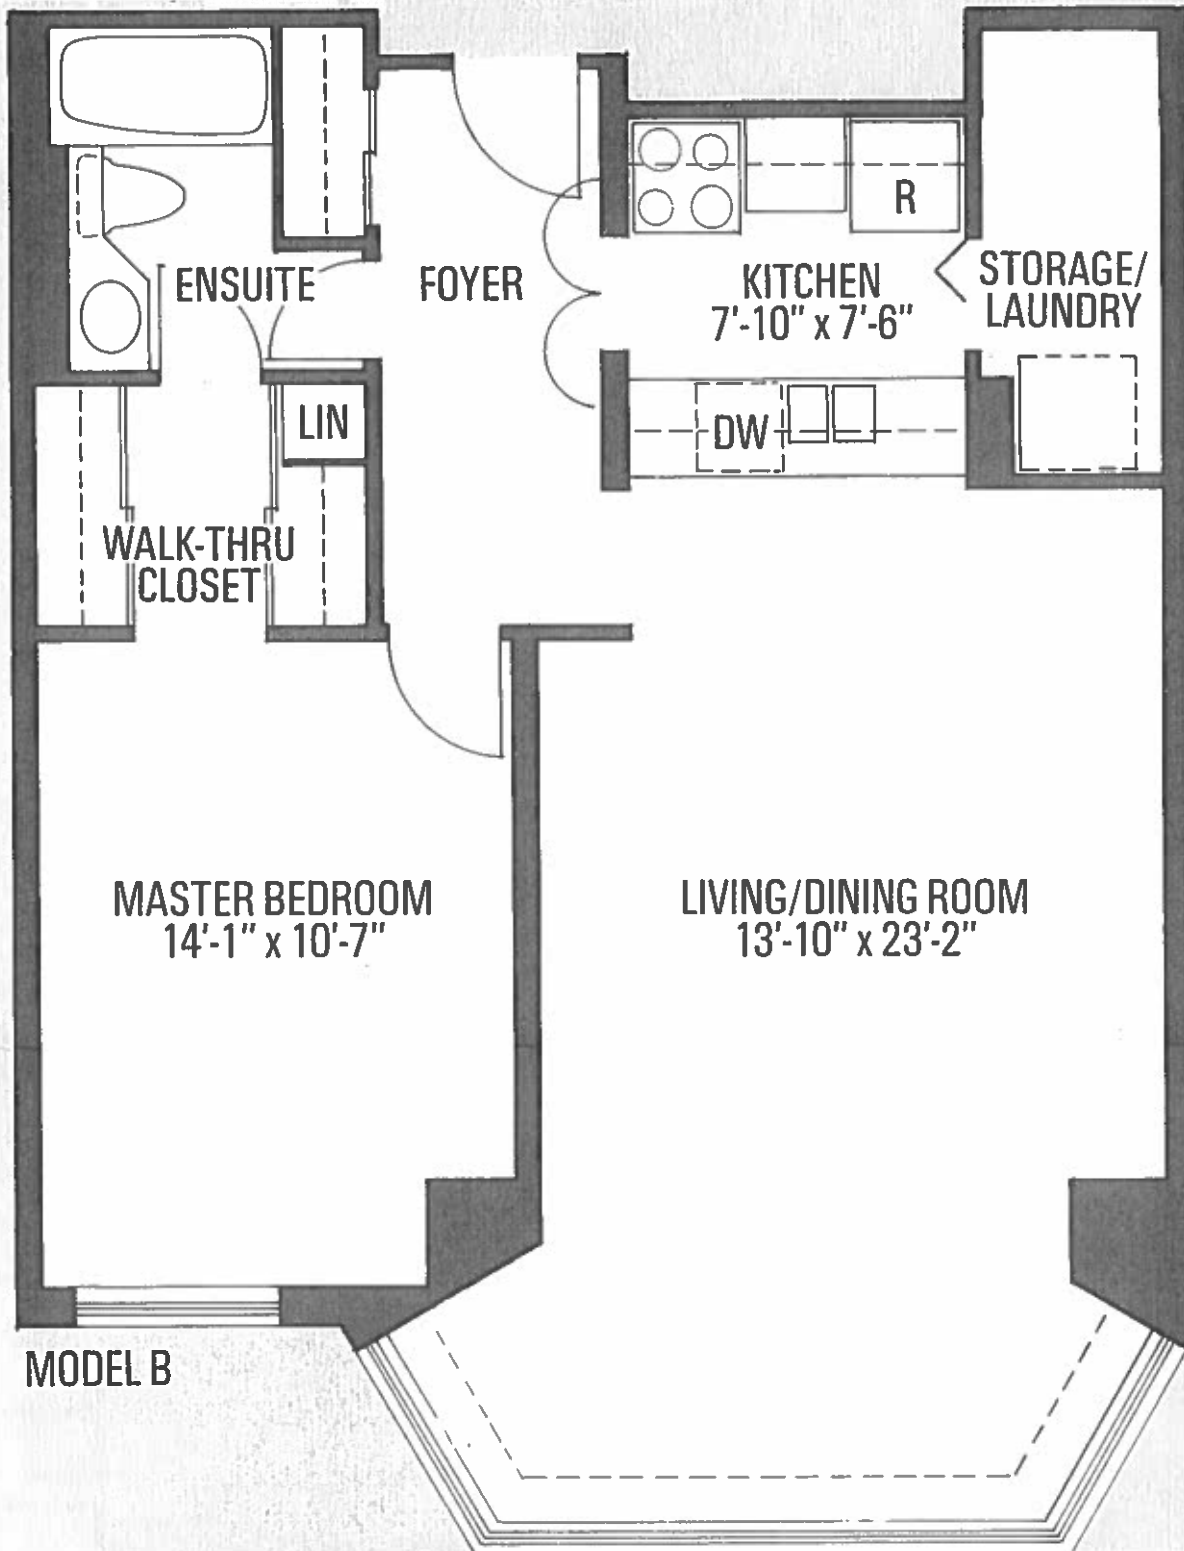 R
ENSUITE
FOYER
KITCHEN
7'-10" x 7'-6"
STORAGE/
LAUNDRY
LIN
DW
WALK-THRU
CLOSET
MASTER BEDROOM
14'-1" x 10'-7"
LIVING/DINING ROOM
13'-10" x 23'-2"
MODEL B